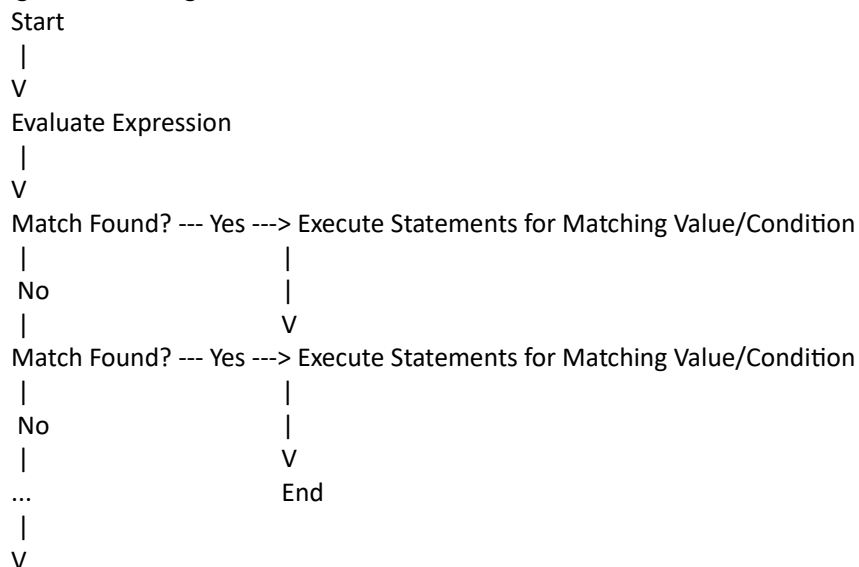 Start
|
V
Evaluate Expression
|
V
Match Found? --- Yes ---> Execute Statements for Matching Value/Condition
| |
No |
| V
Match Found? --- Yes ---> Execute Statements for Matching Value/Condition
| |
No |
| V
... End
|
V